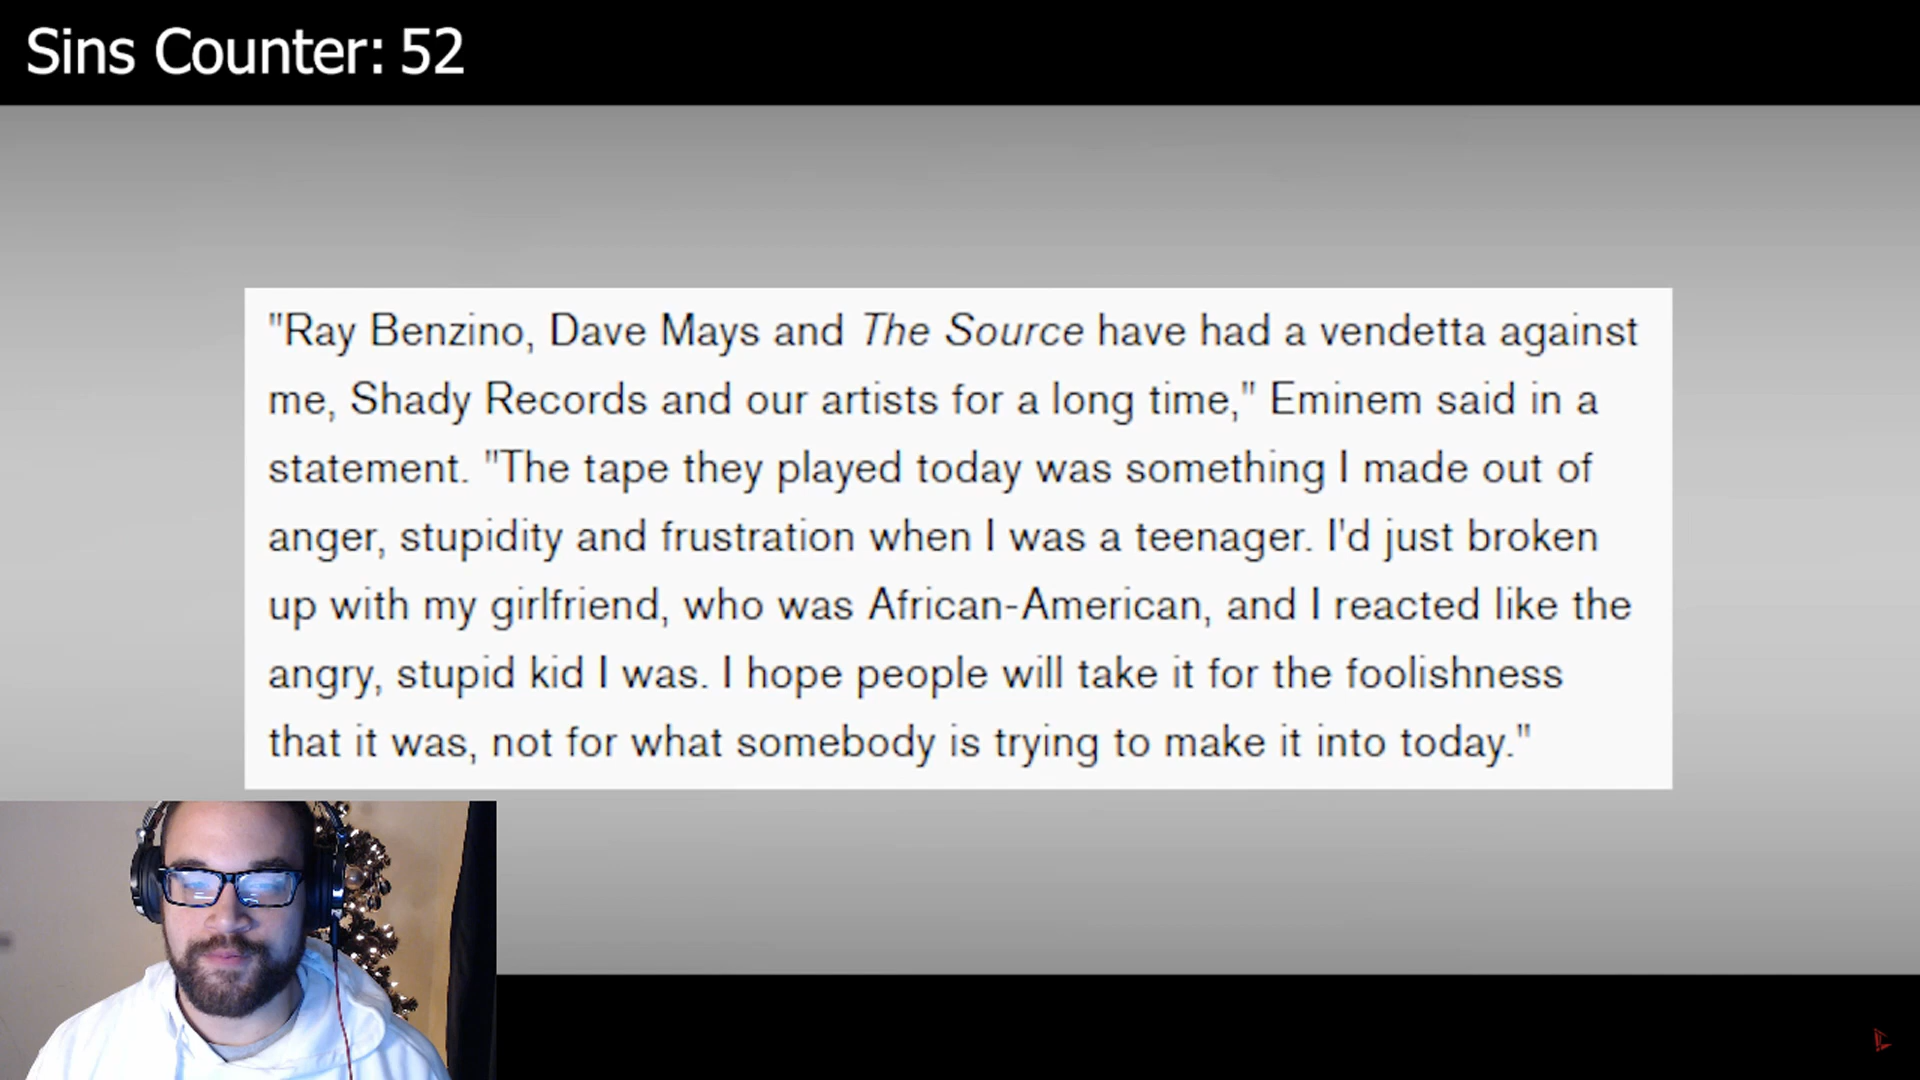 Sins Counter: 52
"Ray Benzino, Dave Mays and The Source have had a vendetta against
me, Shady Records and our artists for a long time," Eminem said in a
statement. "The tape they played today was something I made out of
anger, stupidity and frustration when I was a teenager. I'd just broken
up with my girlfriend, who was African-American, and I reacted like the
angry, stupid kid I was. I hope people will take it for the foolishness
that it was, not for what somebody is trying to make it into today."